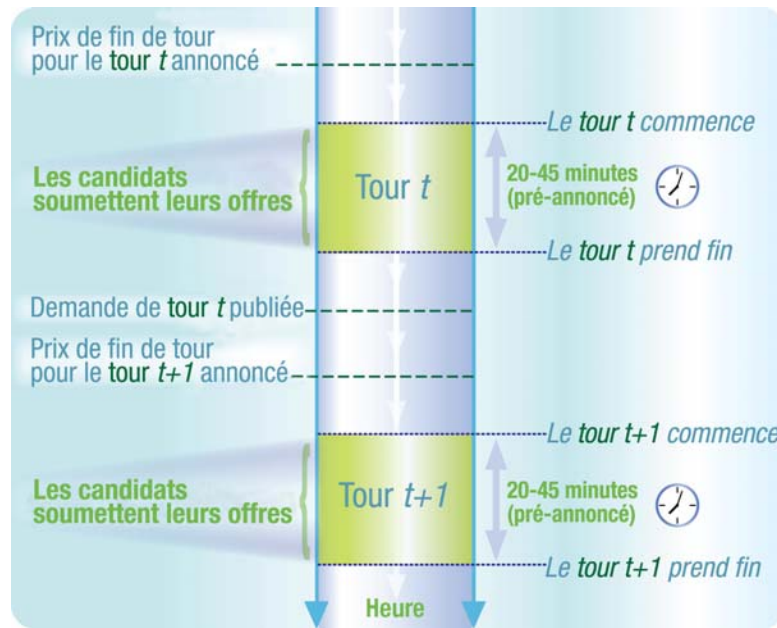 Prix de fin de tour
pour le tour t annoncé
Le tour t commence
Les candidats
soumettent leurs offres
Tour t
20-45 minutes
(pré-annoncé)
Le tour t prend fin
Demande de tour t publiée
Prix de fin de tour
pour le tour t+1 annoncé
Le tour t+1 commence
Les candidats
soumettent leurs offres
Tour t+1
20-45 minutes
(pré-annoncé)
Le tour t+1 prend fin
Heure